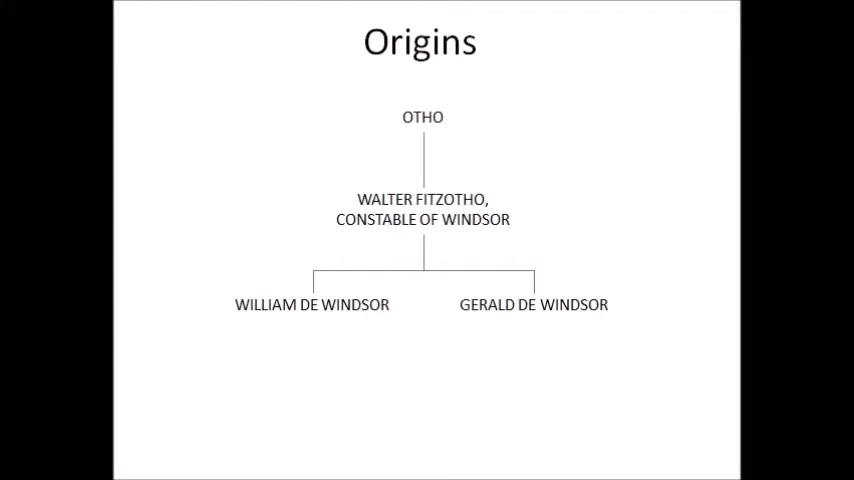 Origins
OTHO
WALTER FITZOTHO,
CONSTABLE OF WINDSOR
WILLIAM DE WINDSOR
GERALD DE WINDSOR